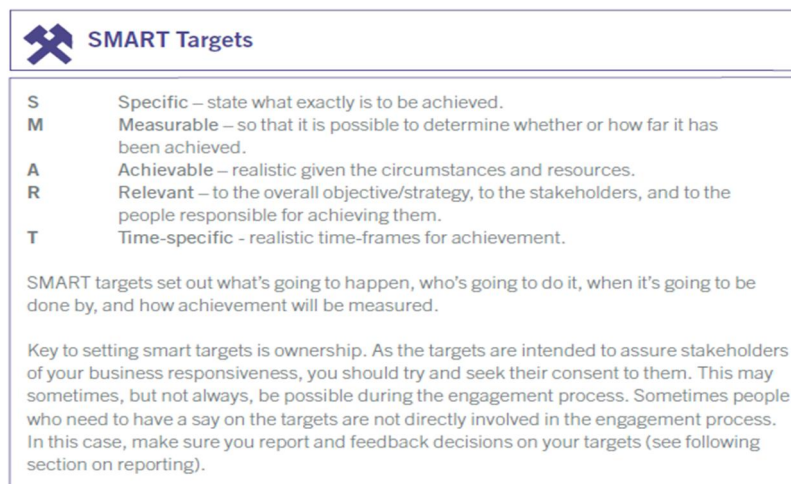 SMART Targets
S Specific – state what exactly is to be achieved.
M Measurable – so that it is possible to determine whether or how far it has
been achieved.
A Achievable – realistic given the circumstances and resources.
R Relevant – to the overall objective/strategy, to the stakeholders, and to the
people responsible for achieving them.
T Time-specific - realistic time-frames for achievement.
SMART targets set out what's going to happen, who's going to do it, when it's going to be
done by, and how achievement will be measured.
Key to setting smart targets is ownership. As the targets are intended to assure stakeholders
of your business responsiveness, you should try and seek their consent to them. This may
sometimes, but not always, be possible during the engagement process. Sometimes people
who need to have a say on the targets are not directly involved in the engagement process.
In this case, make sure you report and feedback decisions on your targets (see following
section on reporting).